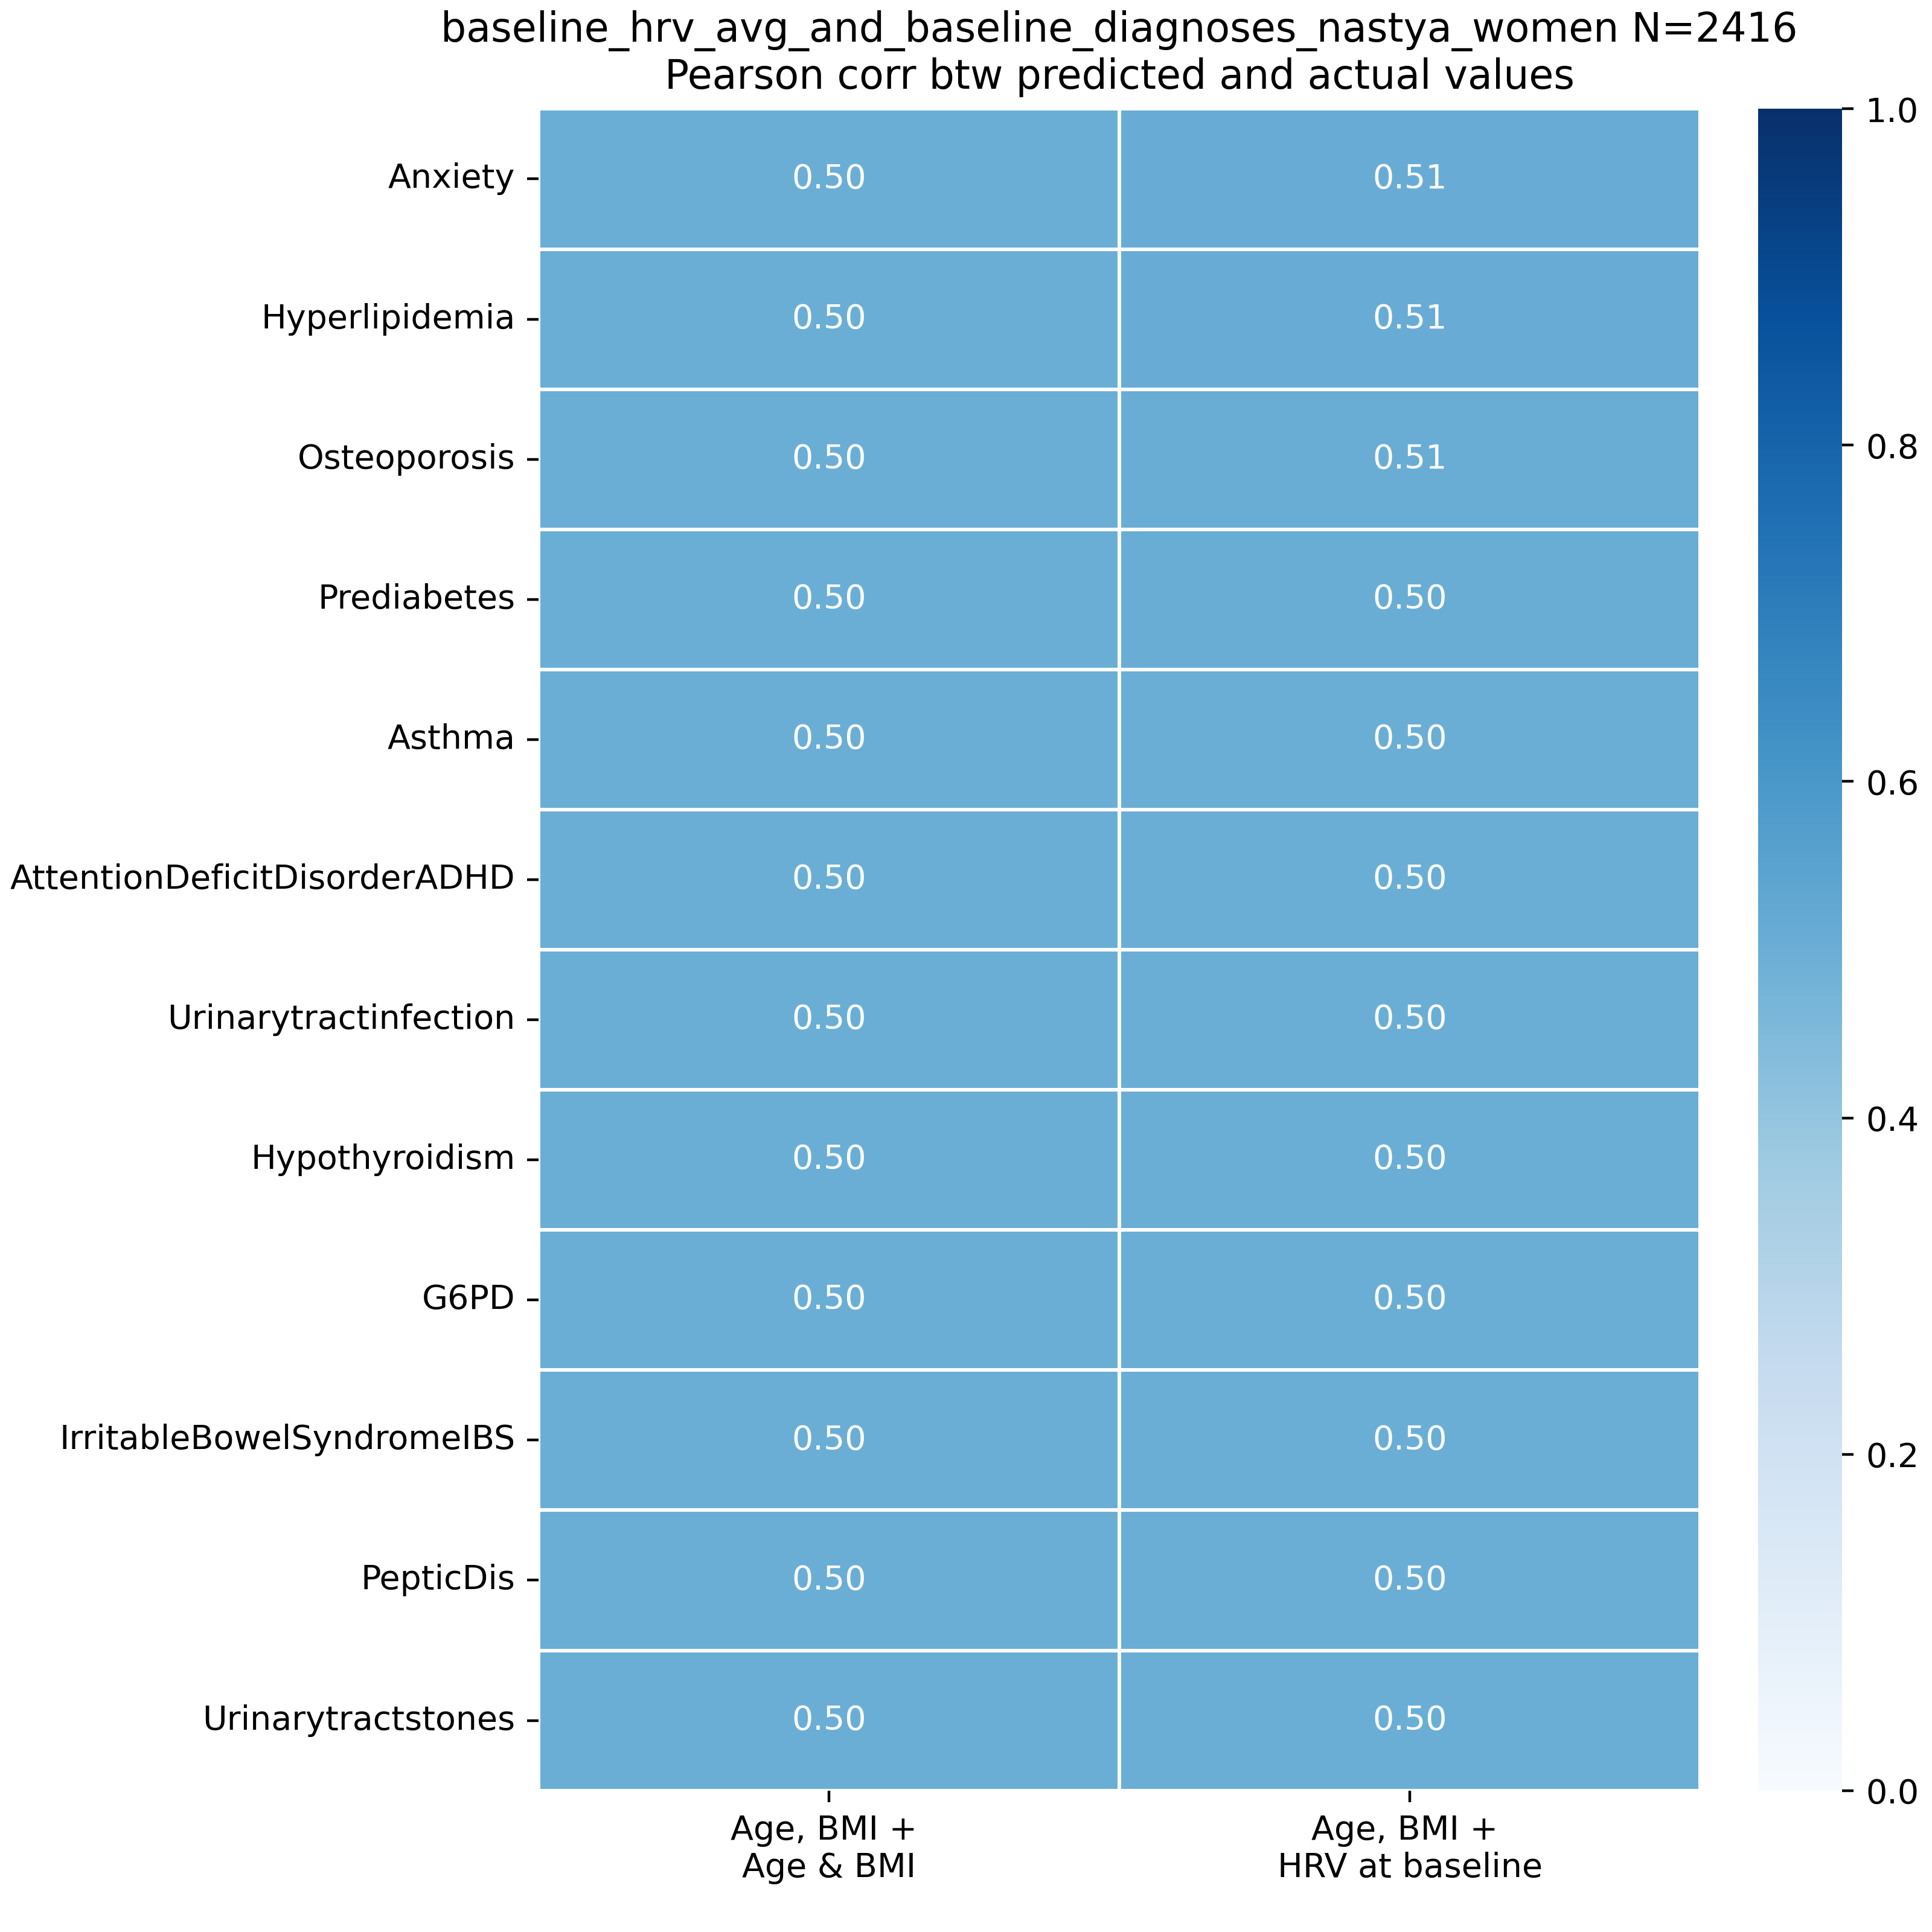 baseline_hrv_avg_and_baseline_diagnoses_nastya_women N=2416
Pearson corr btw predicted and actual values
Anxiety 0.50 0.51
Hyperlipidemia 0.50 0.51
Osteoporosis 0.50 0.51
Prediabetes 0.50 0.50
Asthma 0.50 0.50
AttentionDeficitDisorderADHD 0.50 0.50
Urinarytractinfection 0.50 0.50
Hypothyroidism 0.50 0.50
G6PD 0.50 0.50
IrritableBowelSyndromeIBS 0.50 0.50
PepticDis 0.50 0.50
Urinarytractstones 0.50 0.50
Age, BMI +
Age & BMI
Age, BMI +
HRV at baseline
1.0
0.8
0.6
0.4
0.2
0.0